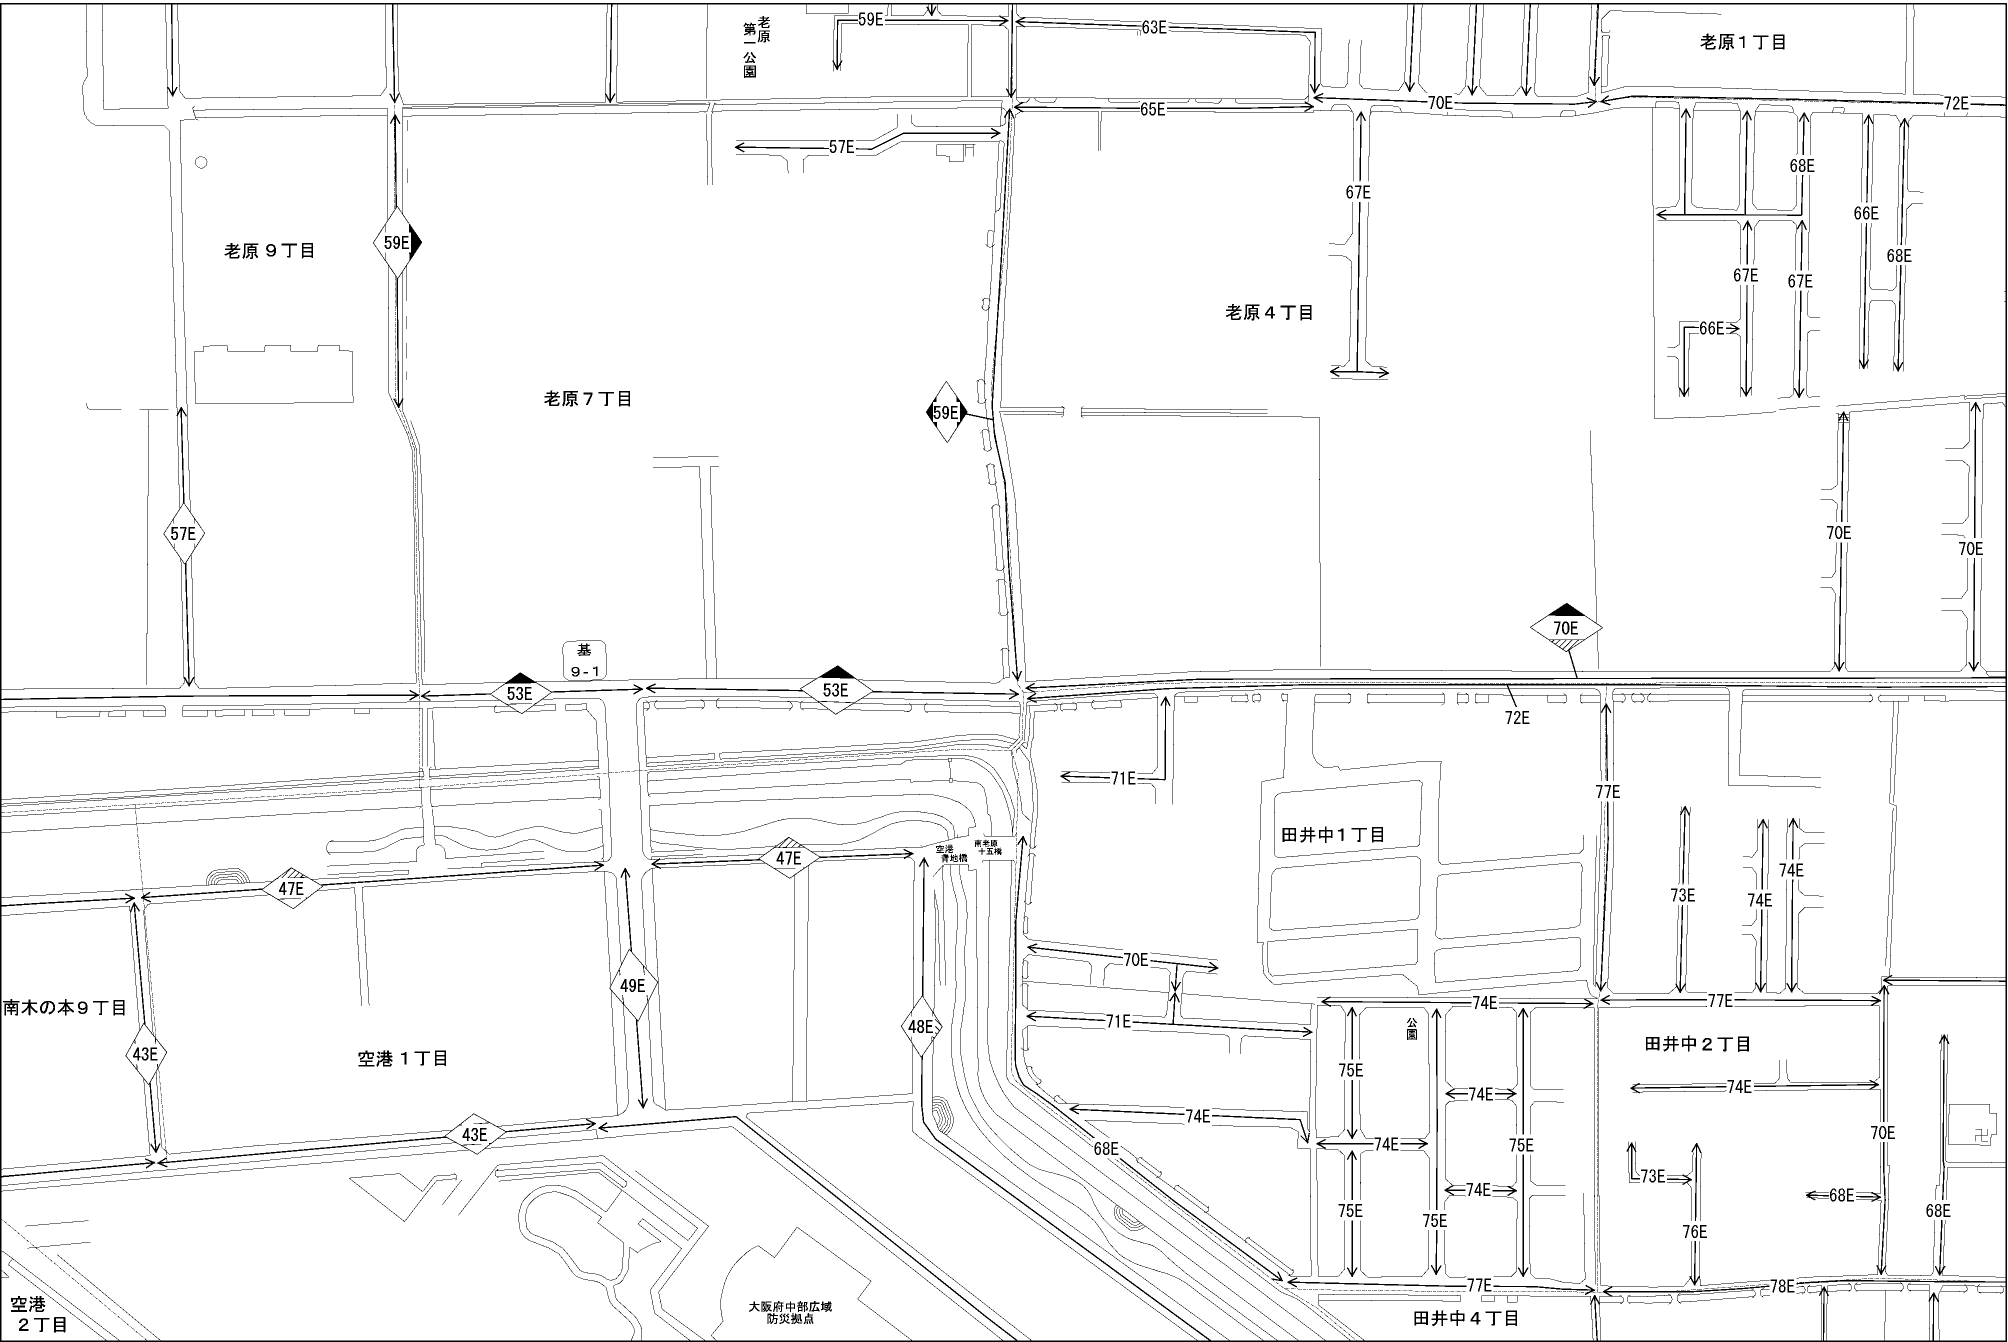 59E
老原
第一公園
63E
老原1丁目
65E
70E
72E
57E
68E
67E
66E
59E
老原9丁目
68E
67E
67E
老原4丁目
66E
老原7丁目
59E
57E
70E
70E
70E
基
9-1
53E
53E
72E
71E
77E
田井中1丁目
空港
青地橋
南老原
十五橋
47E
47E
73E
74E
74E
70E
49E
南木の本9丁目
74E
77E
71E
48E
公園
43E
空港1丁目
田井中2丁目
75E
74E
74E
74E
43E
68E
74E
75E
70E
73E
74E
68E
75E
75E
76E
68E
77E
78E
空港
2丁目
大阪府中部広域
防災拠点
田井中4丁目